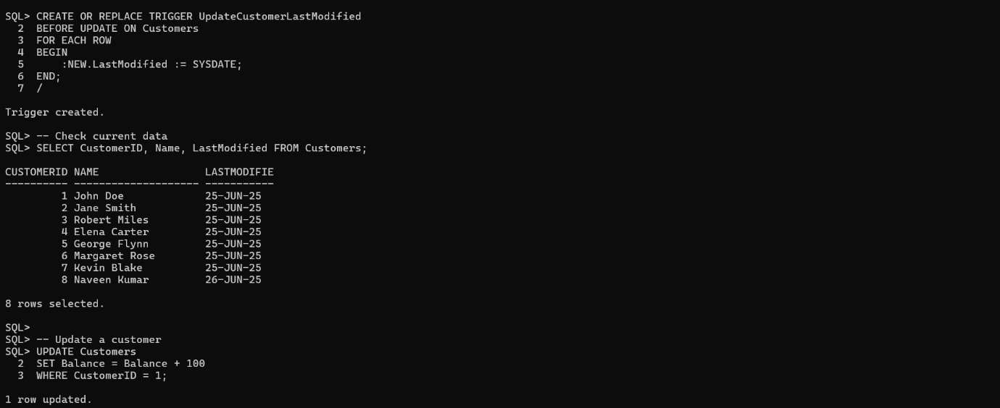 SQL> CREATE OR REPLACE TRIGGER UpdateCustomerLastModified
  2  BEFORE UPDATE ON Customers
  3  FOR EACH ROW
  4  BEGIN
  5      :NEW.LastModified := SYSDATE;
  6  END;
  7  /
Trigger created.
SQL> -- Check current data
SQL> SELECT CustomerID, Name, LastModified FROM Customers;
CUSTOMERID NAME                 LASTMODIFIE
---------- -------------------- -----------
         1 John Doe             25-JUN-25
         2 Jane Smith           25-JUN-25
         3 Robert Miles         25-JUN-25
         4 Elena Carter         25-JUN-25
         5 George Flynn         25-JUN-25
         6 Margaret Rose        25-JUN-25
         7 Kevin Blake          25-JUN-25
         8 Naveen Kumar         26-JUN-25
8 rows selected.
SQL>
SQL> -- Update a customer
SQL> UPDATE Customers
  2  SET Balance = Balance + 100
  3  WHERE CustomerID = 1;
1 row updated.